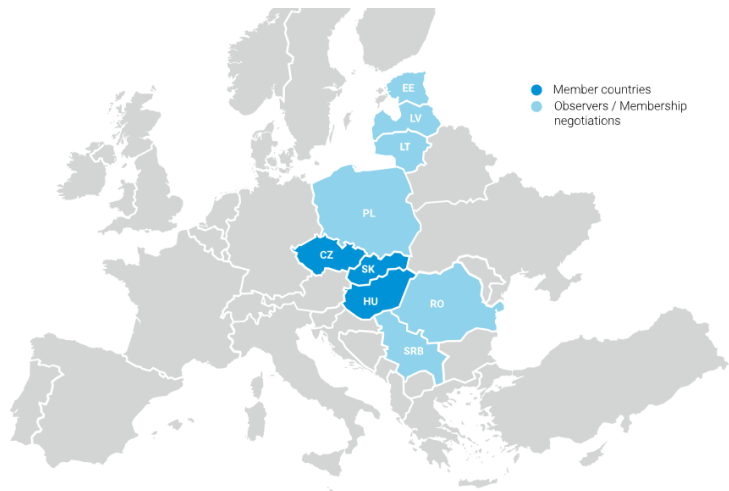 EE
LV
LT
PL
CZ
SK
HU
RO
SRB
Member countries
Observers / Membership
negotiations